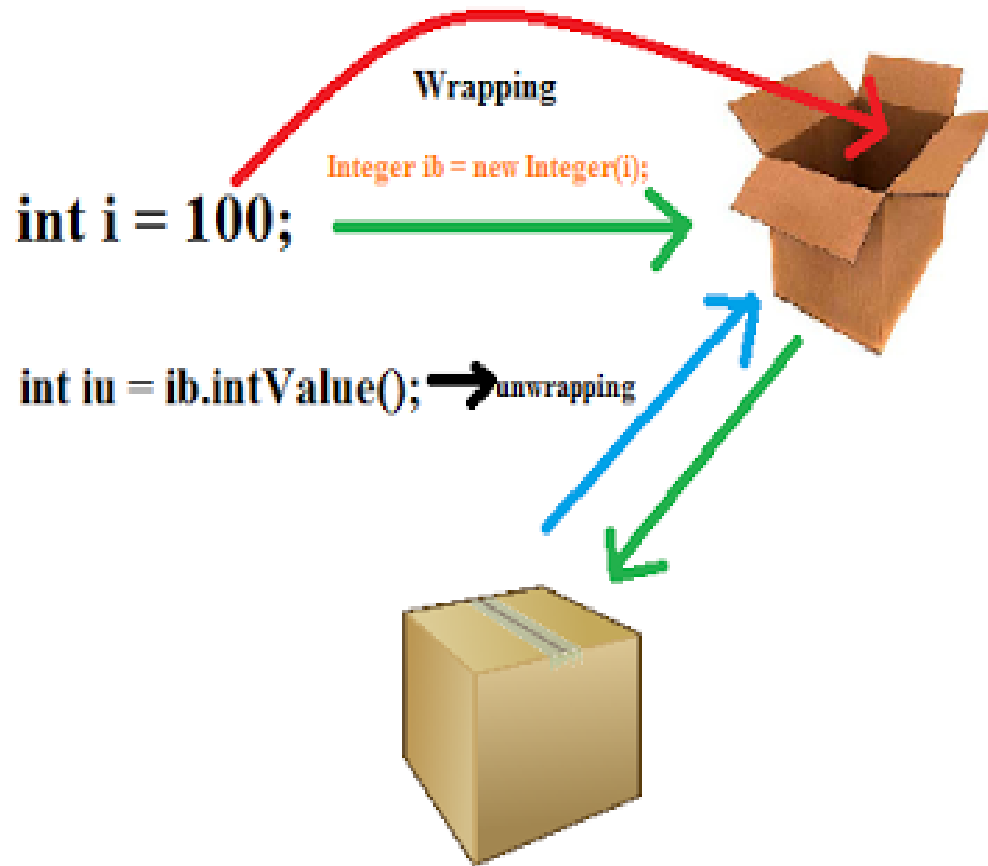 Wrapping
Integer ib = new Integer(i);
int i = 100;
int iu = ib.intValue();
unwrapping